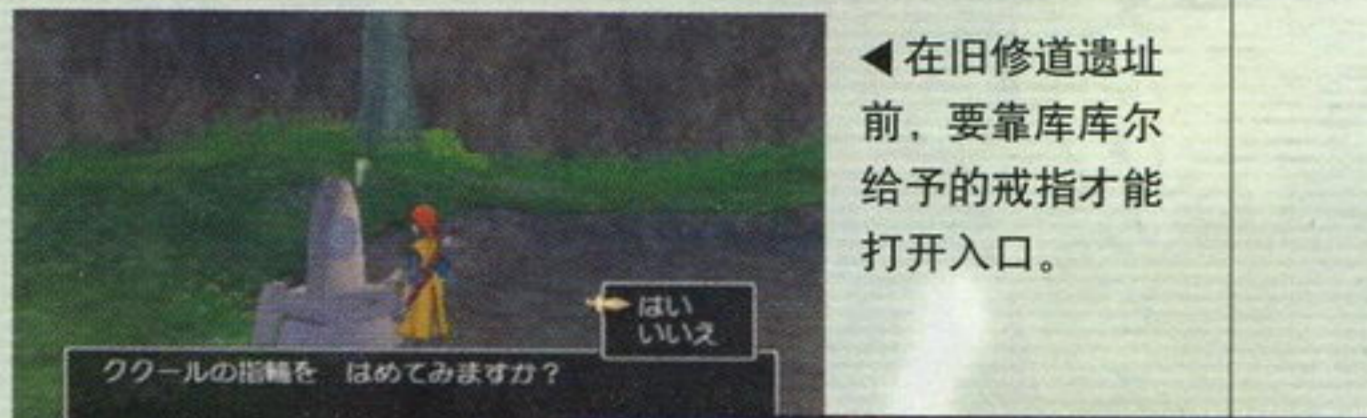 ◀在旧修道遗址
前，要靠库库尔
给予的戒指才能
打开入口。
はい
いいえ
ククールの指輪を　はめてみますか？